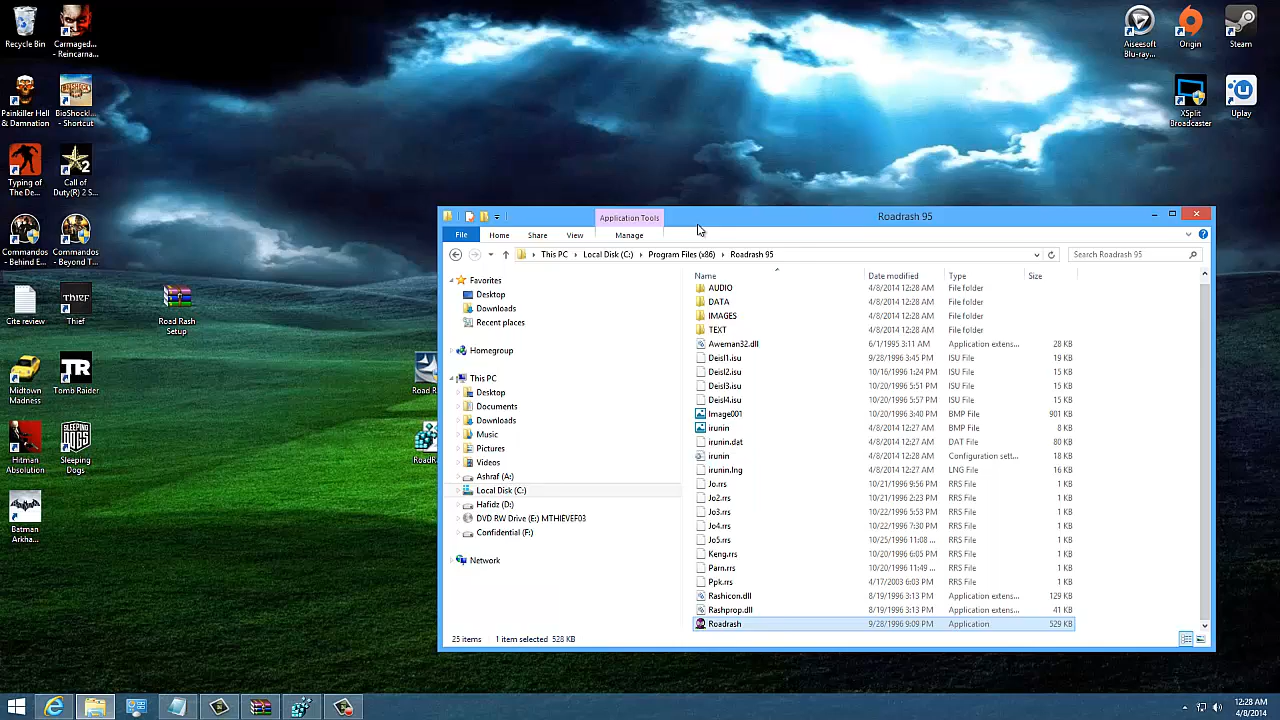 Recycle Bin
Carmaged...
- Reincarna...
Aiseesoft
Blu-ray...
Origin
Steam
Painkiller Hell
& Damnation
BioShockI...
- Shortcut
XSplit
Broadcaster
Uplay
Typing of
The De...
Call of
Duty(R) 2 S...
Commandos
- Behind E...
Commandos
- Beyond T...
Cite review
THIEF
Thief
Road Rash
Setup
Midtown
Madness
TR
Tomb Raider
Road R
Hitman
Absolution
Sleeping
Dogs
RoadR
Batman
Arkha...
Application Tools
Roadrash 95
File Home Share View Manage
This PC Local Disk (C:) Program Files (x86) Roadrash 95
Search Roadrash 95
Favorites
Desktop
Downloads
Recent places
Homegroup
This PC
Desktop
Documents
Downloads
Music
Pictures
Videos
Ashraf (A:)
Local Disk (C:)
Hafidz (D:)
DVD RW Drive (E:) MTHIEVEF03
Confidential (F:)
Network
Name Date modified Type Size
AUDIO 4/8/2014 12:28 AM File folder
DATA 4/8/2014 12:28 AM File folder
IMAGES 4/8/2014 12:28 AM File folder
TEXT 4/8/2014 12:28 AM File folder
Aweman32.dll 6/1/1995 3:11 AM Application extens... 28 KB
DeisI1.isu 9/28/1996 3:45 PM ISU File 19 KB
DeisI2.isu 10/16/1996 1:24 PM ISU File 15 KB
DeisI3.isu 10/20/1996 5:51 PM ISU File 15 KB
DeisI4.isu 10/20/1996 5:57 PM ISU File 15 KB
Image001 10/20/1996 3:40 PM BMP File 901 KB
irunin 4/8/2014 12:27 AM BMP File 8 KB
irunin.dat 4/8/2014 12:27 AM DAT File 80 KB
irunin 4/8/2014 12:27 AM Configuration sett... 18 KB
irunin.lng 4/8/2014 12:27 AM LNG File 16 KB
Jo.rrs 10/21/1996 9:56 PM RRS File 1 KB
Jo2.rrs 10/21/1996 2:23 PM RRS File 1 KB
Jo3.rrs 10/22/1996 5:53 PM RRS File 1 KB
Jo4.rrs 10/22/1996 7:30 PM RRS File 1 KB
Jo5.rrs 10/25/1996 11:08 ... RRS File 1 KB
Keng.rrs 10/20/1996 6:05 PM RRS File 1 KB
Parn.rrs 10/20/1996 11:49 ... RRS File 1 KB
Ppk.rrs 4/17/2003 6:03 PM RRS File 1 KB
Rashicon.dll 8/19/1996 3:13 PM Application extens... 129 KB
Rashprop.dll 8/19/1996 3:13 PM Application extens... 41 KB
Roadrash 9/28/1996 9:09 PM Application 529 KB
25 items 1 item selected 528 KB
12:28 AM
4/8/2014